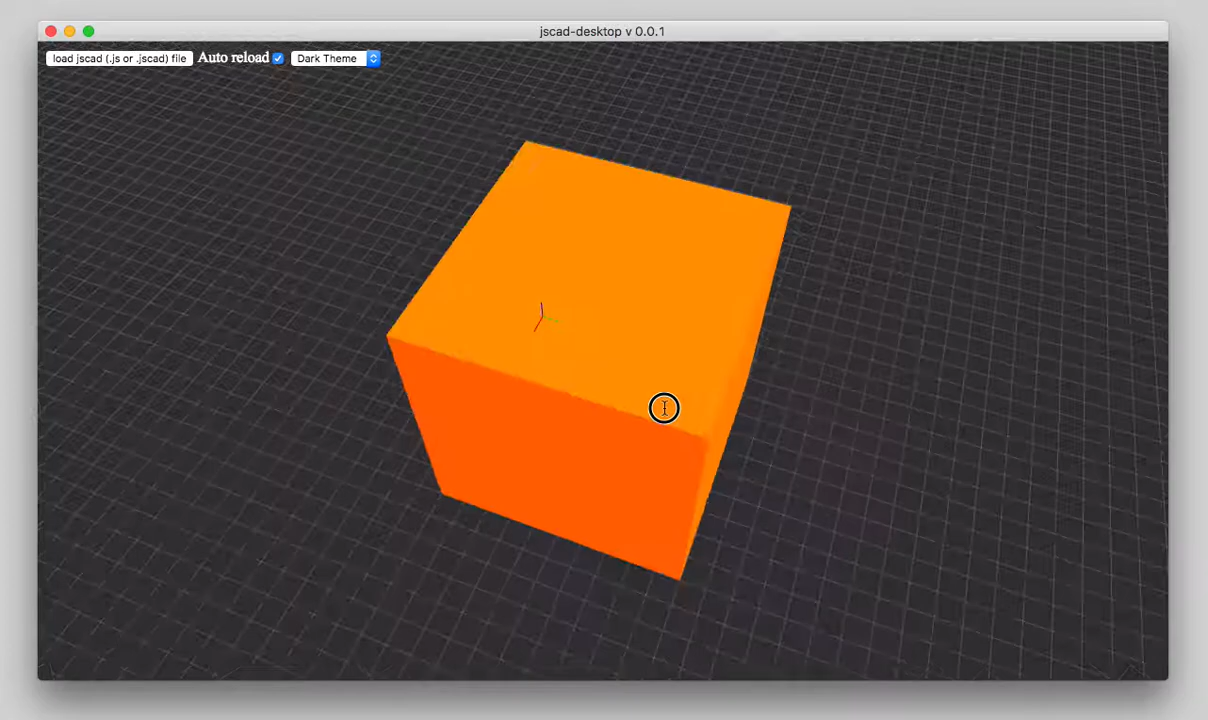 jscad-desktop v 0.0.1
load jscad (.js or .jscad) file Auto reload Dark Theme